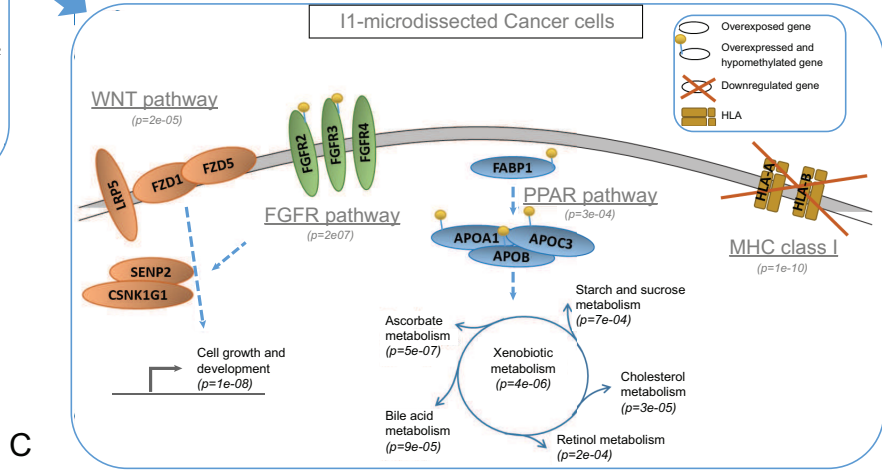 I1-microdissected Cancer cells
Overexposed gene
Overexpressed and
hypomethylated gene
Downregulated gene
HLA
WNT pathway
(p=2e-05)
LRP5
FZD1
FZD5
FGFR2
FGFR3
FGFR4
FGFR pathway
(p=2e07)
FABP1
PPAR pathway
(p=3e-04)
APOA1
APOC3
APOB
HLA-A
HLA-B
MHC class I
(p=1e-10)
SENP2
CSNK1G1
Cell growth and
development
(p=1e-08)
Ascorbate
metabolism
(p=5e-07)
Starch and sucrose
metabolism
(p=7e-04)
Xenobiotic
metabolism
(p=4e-06)
Cholesterol
metabolism
(p=3e-05)
Bile acid
metabolism
(p=9e-05)
Retinol metabolism
(p=2e-04)
C